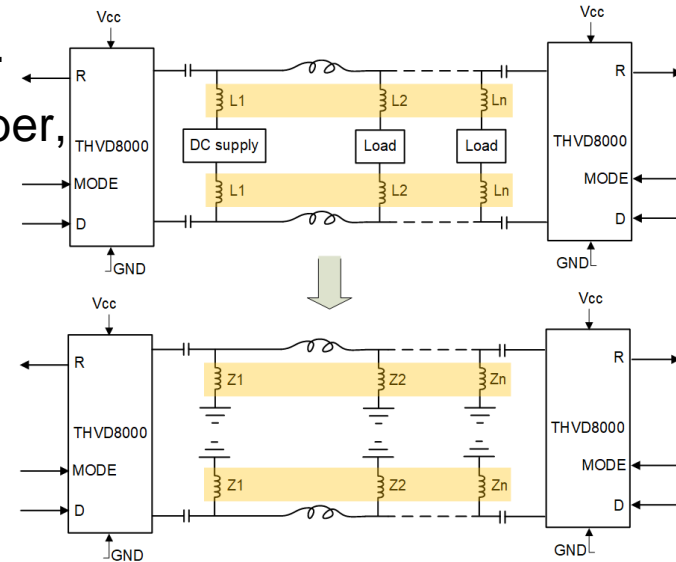 ber,
Vcc
Vcc
R
R
L1
L2
Ln
THVD8000
DC supply
Load
Load
THVD8000
MODE
MODE
L1
L2
Ln
D
D
GND
GND
Vcc
Vcc
R
R
Z1
Z2
Zn
THVD8000
THVD8000
MODE
MODE
Z1
Z2
Zn
D
D
GND
GND